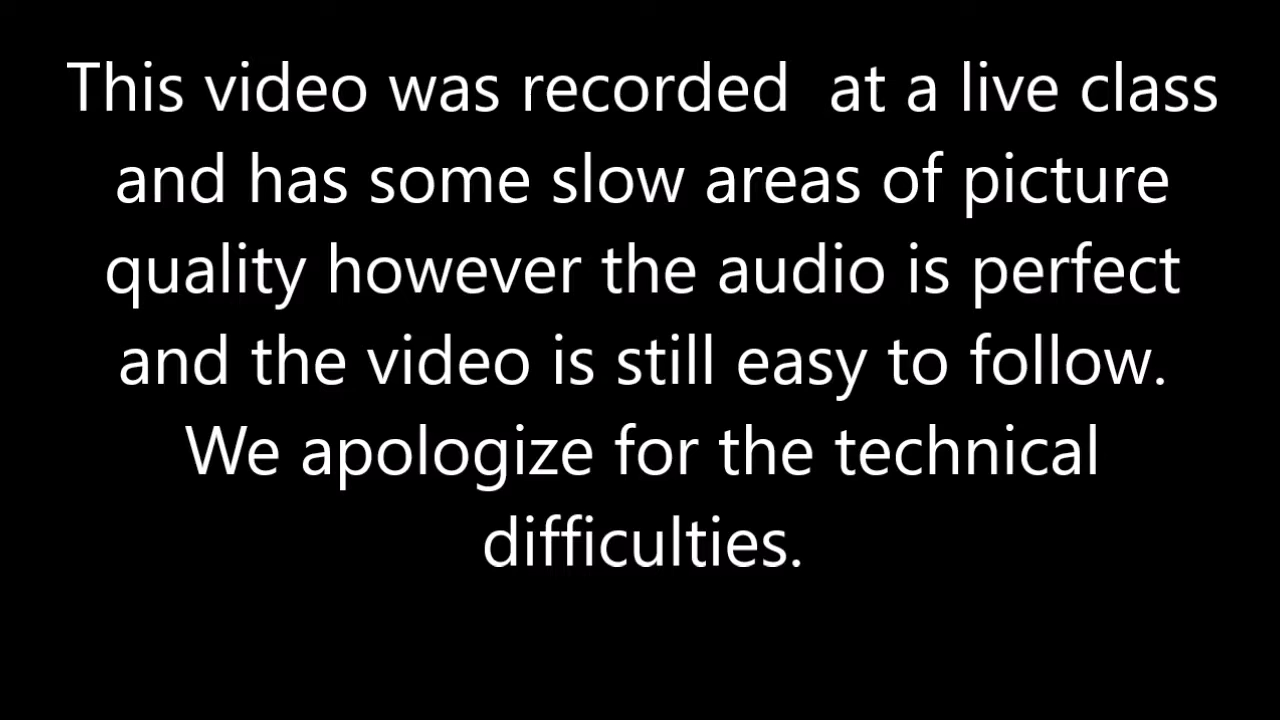 This video was recorded  at a live class
and has some slow areas of picture
quality however the audio is perfect
and the video is still easy to follow.
We apologize for the technical
difficulties.